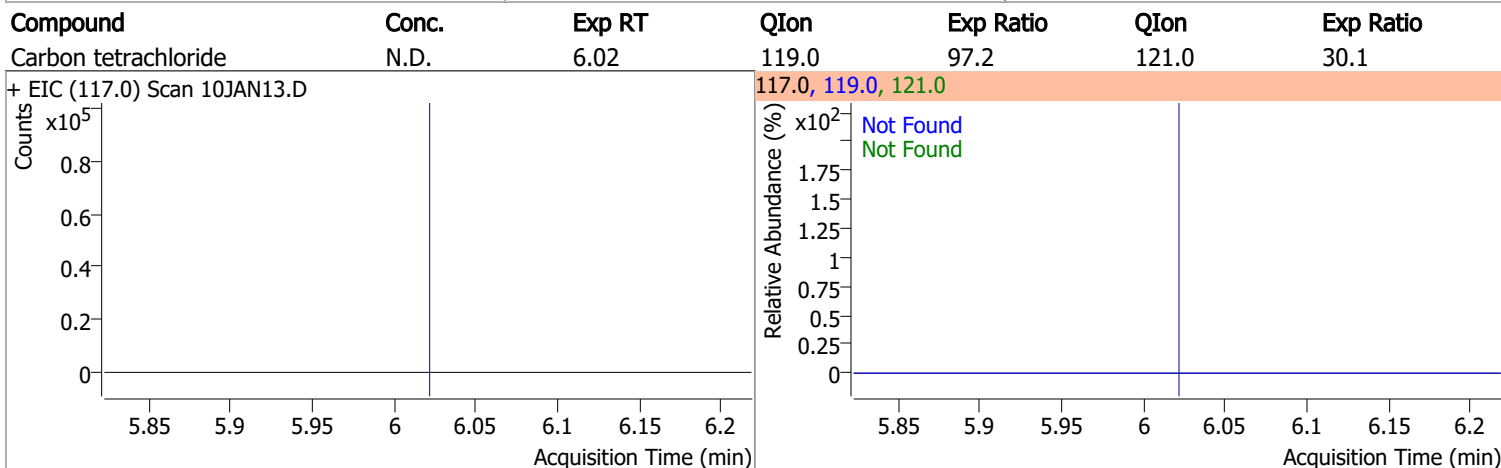 Compound Conc. Exp RT QIon Exp Ratio QIon Exp Ratio
Carbon tetrachloride N.D. 6.02 119.0 97.2 121.0 30.1
+ EIC (117.0) Scan 10JAN13.D
Counts
x10⁵
0.8
0.6
0.4
0.2
0
5.85 5.9 5.95 6 6.05 6.1 6.15 6.2
Acquisition Time (min)
117.0, 119.0, 121.0
Relative Abundance (%)
x10²
Not Found
Not Found
1.75
1.5
1.25
1
0.75
0.5
0.25
0
5.85 5.9 5.95 6 6.05 6.1 6.15 6.2
Acquisition Time (min)